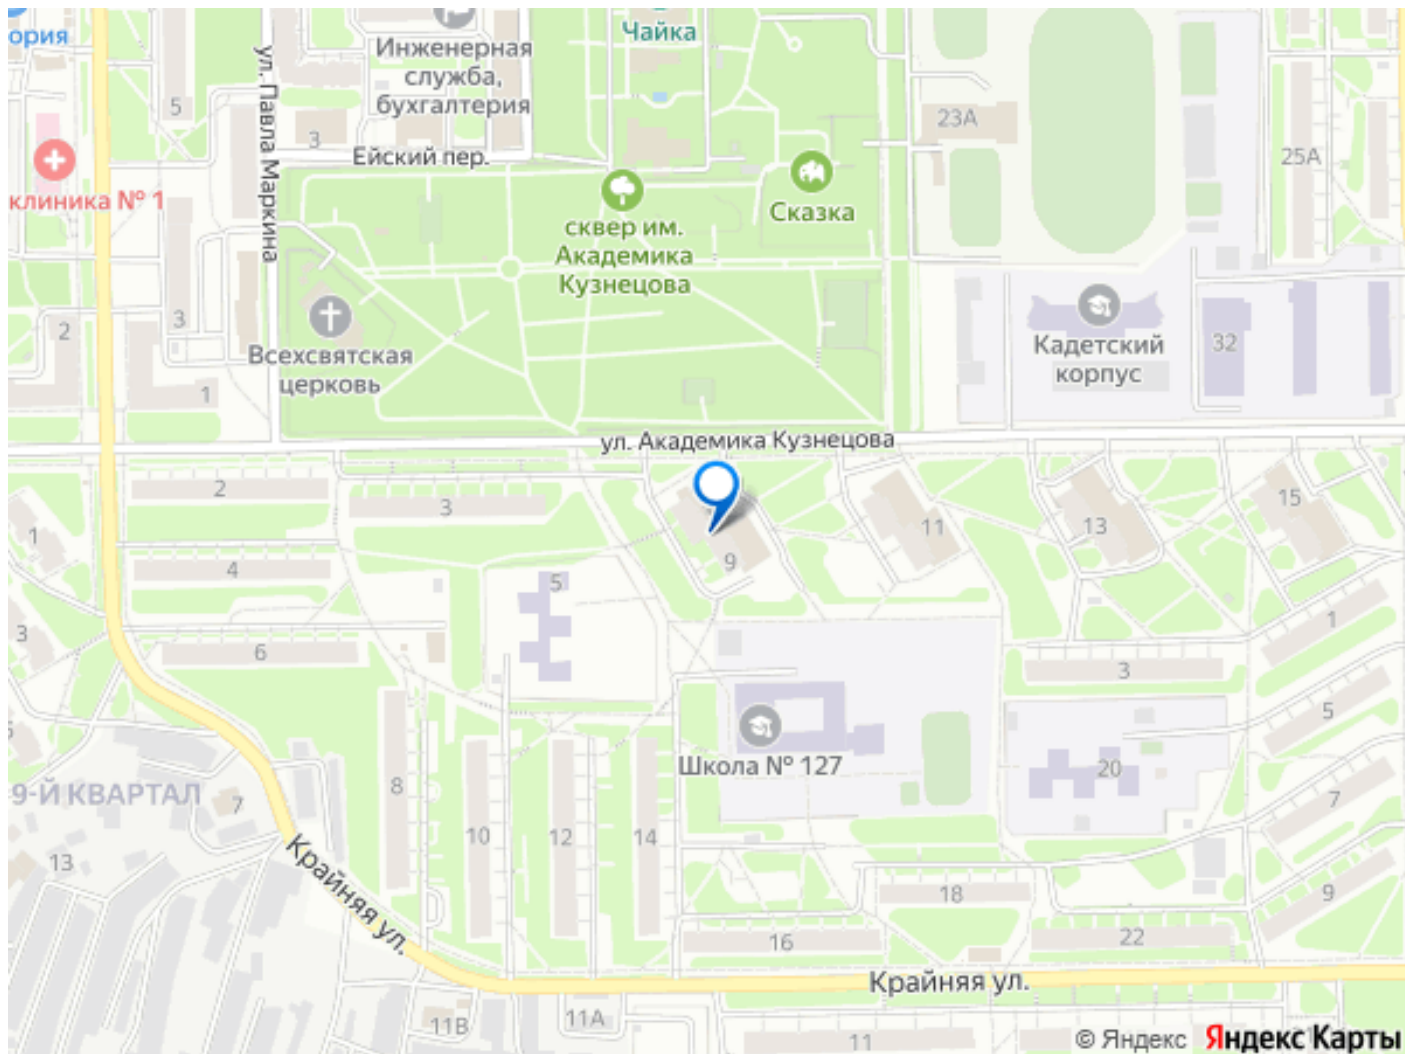 ория
Чайка
Инженерная
служба,
бухгалтерия
ул. Павла Маркина
5
3
23А
Ейский пер.
25А
клиника № 1
Сказка
сквер им.
Академика
Кузнецова
3
2
Всехсвятская
церковь
Кадетский
корпус
32
1
ул. Академика Кузнецова
2
3
1
11
13
15
4
5
9
3
6
1
3
5
5
8
Школа № 127
20
9-Й КВАРТАЛ
7
7
10
12
14
13
Крайняя ул.
18
9
16
22
Крайняя ул.
11В
11А
11
© Яндекс Яндекс Карты